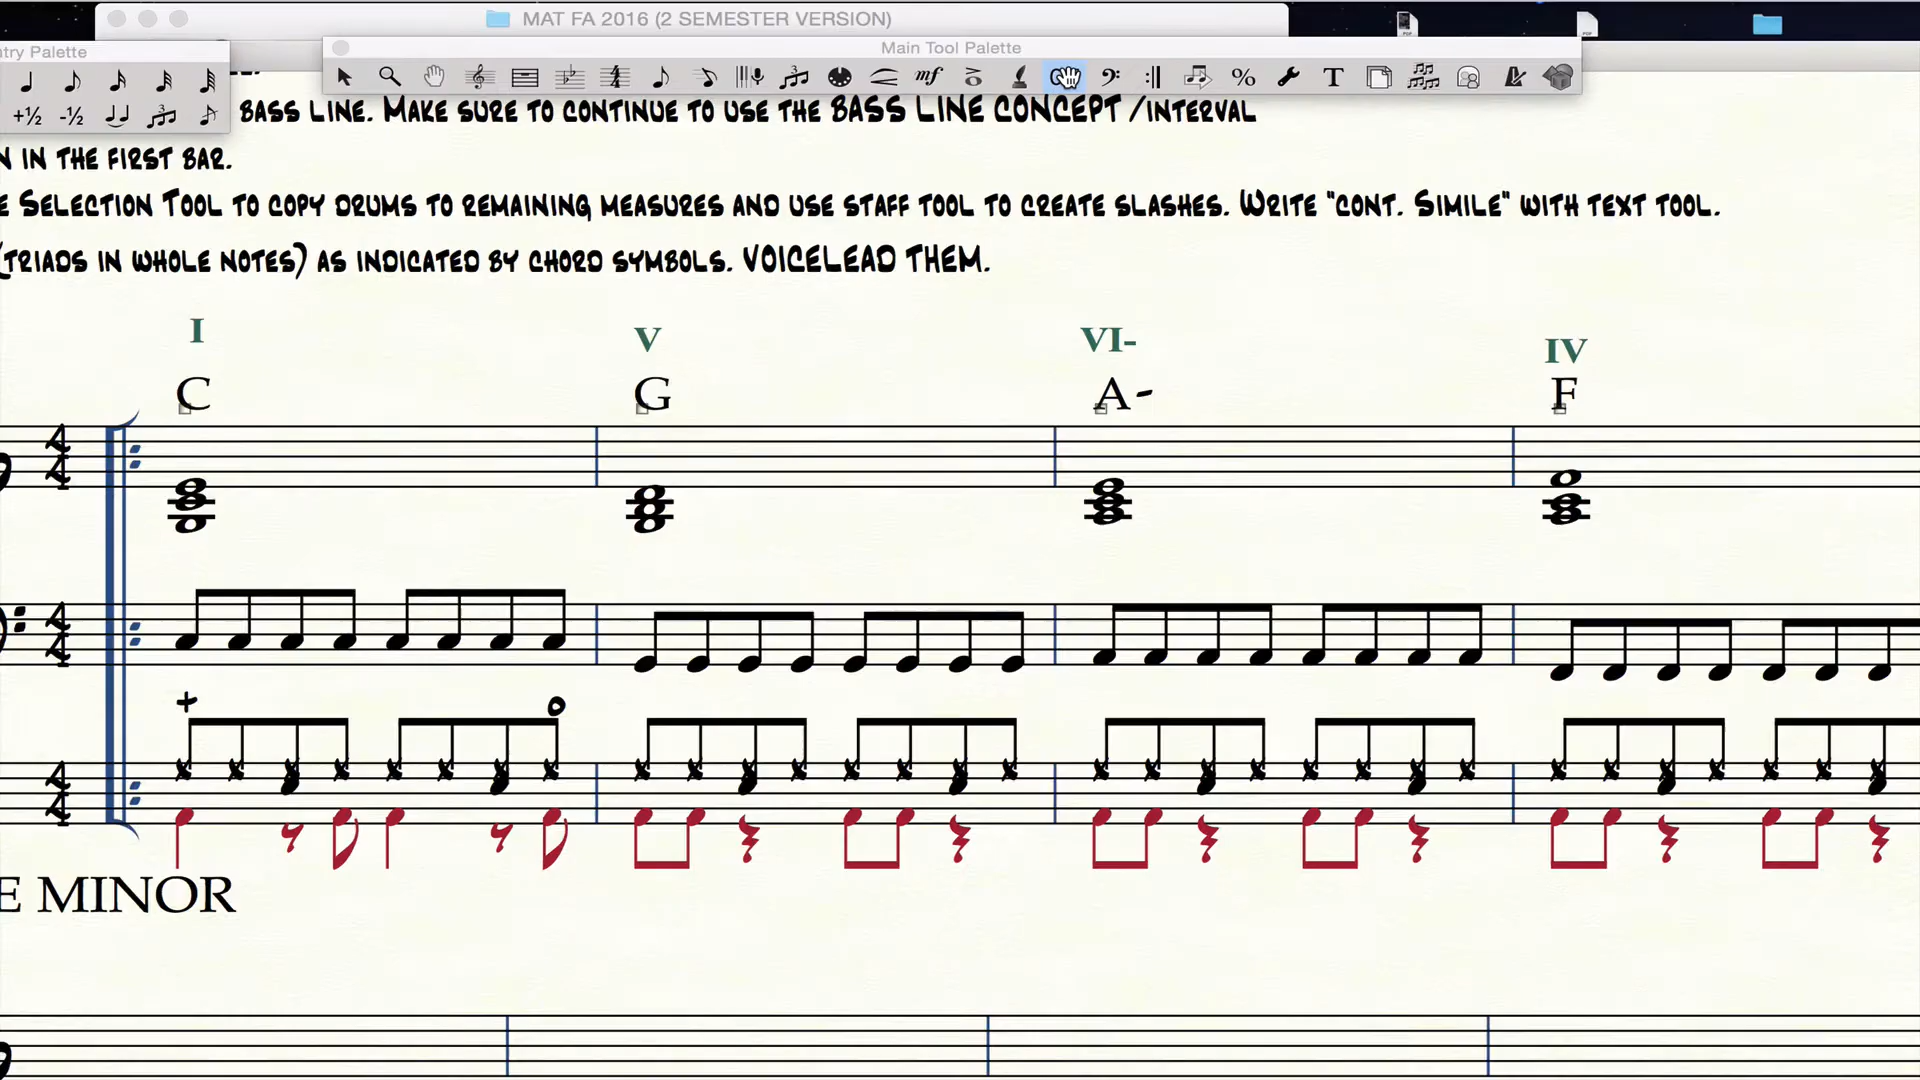 MAT FA 2016 (2 SEMESTER VERSION)
ntry Palette
Main Tool Palette
+½ -½
BASS LINE. MAKE SURE TO CONTINUE TO USE THE BASS LINE CONCEPT /INTERVAL
N IN THE FIRST BAR.
E SELECTION TOOL TO COPY DRUMS TO REMAINING MEASURES AND USE STAFF TOOL TO CREATE SLASHES. WRITE "CONT. SIMILE" WITH TEXT TOOL.
(TRIADS IN WHOLE NOTES) AS INDICATED BY CHORD SYMBOLS. VOICELEAD THEM.
I V VI- IV
C G A- F
E MINOR